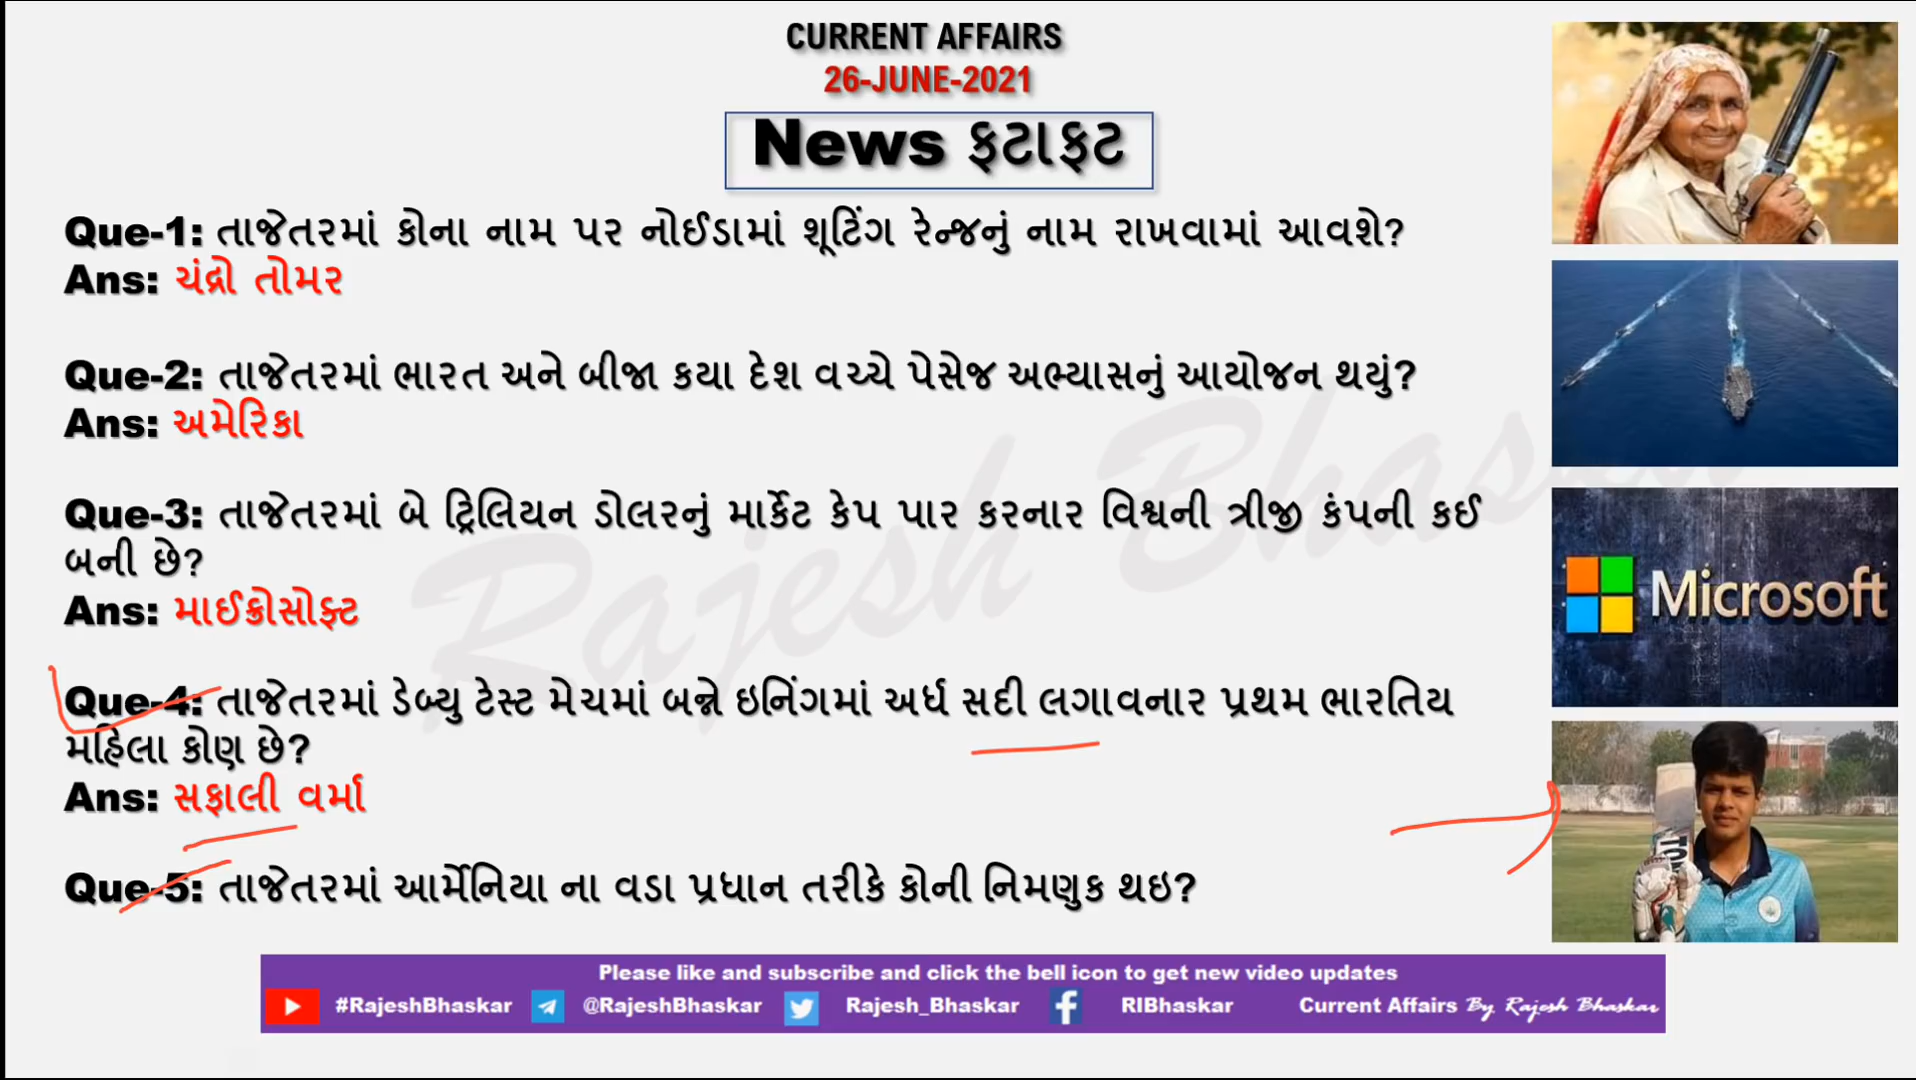 CURRENT AFFAIRS
26-JUNE-2021
News ફટાફટ
Que-1: તાજેતરમાં કોના નામ પર નોઈડામાં શૂટિંગ રેન્જનું નામ રાખવામાં આવશે?
Ans: ચંદ્રો તોમર
Que-2: તાજેતરમાં ભારત અને બીજા કયા દેશ વચ્ચે પેસેજ અભ્યાસનું આયોજન થયું?
Ans: અમેરિકા
Que-3: તાજેતરમાં બે ટ્રિલિયન ડોલરનું માર્કેટ કેપ પાર કરનાર વિશ્વની ત્રીજી કંપની કઈ
બની છે?
Ans: માઈક્રોસોફ્ટ
Microsoft
Que-4: તાજેતરમાં ડેબ્યુ ટેસ્ટ મેચમાં બન્ને ઇનિંગમાં અર્ધ સદી લગાવનાર પ્રથમ ભારતિય
મહિલા કોણ છે?
Ans: સફાલી વર્મા
Que-5: તાજેતરમાં આર્મેનિયા ના વડા પ્રધાન તરીકે કોની નિમણુક થઇ?
Rajesh Bhaskar
Please like and subscribe and click the bell icon to get new video updates
#RajeshBhaskar @RajeshBhaskar Rajesh_Bhaskar RIBhaskar Current Affairs By Rajesh Bhaskar